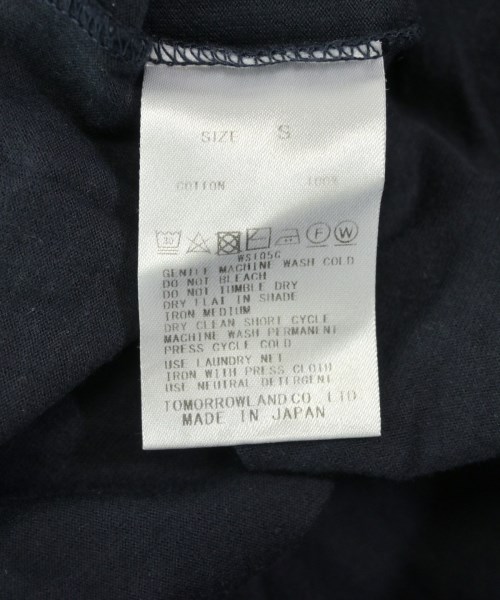 SIZE S
COTTON 100%
30
F W
WS105G
GENTLE MACHINE WASH COLD
DO NOT BLEACH
DO NOT TUMBLE DRY
DRY FLAT IN SHADE
IRON MEDIUM
DRY CLEAN SHORT CYCLE
MACHINE WASH PERMANENT
PRESS CYCLE COLD
USE LAUNDRY NET
IRON WITH PRESS CLOTH
USE NEUTRAL DETERGENT
TOMORROWLAND.CO LTD
MADE IN JAPAN